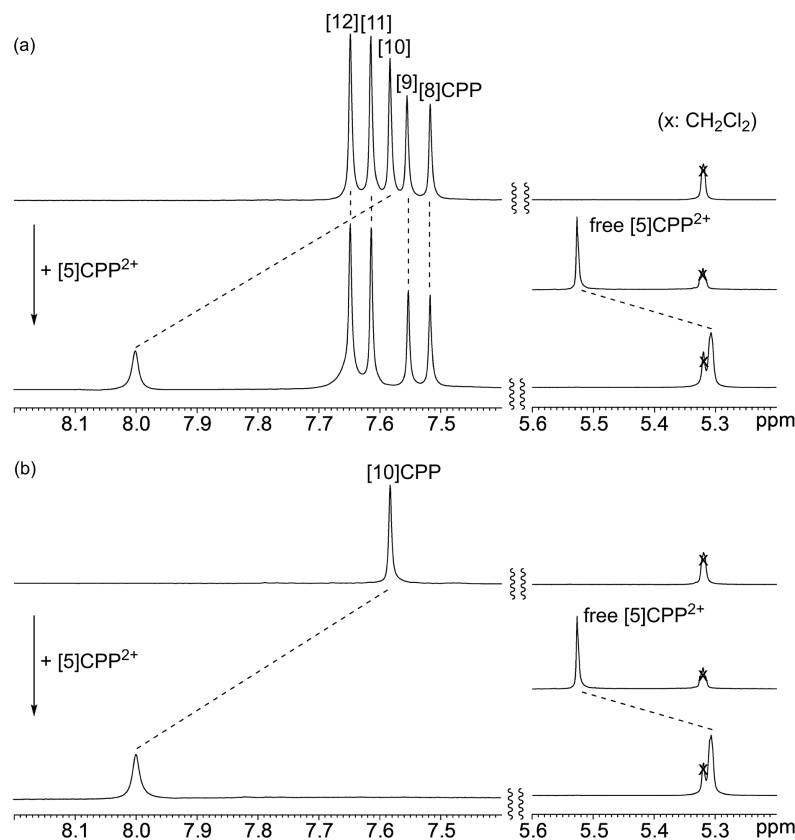 (a)
[12] [11]
[10]
[9] [8]CPP
(x: CH2Cl2)
free [5]CPP2+
x
x
+ [5]CPP2+
x
8.1 8.0 7.9 7.8 7.7 7.6 7.5 5.6 5.5 5.4 5.3 ppm
(b)
[10]CPP
x
free [5]CPP2+
x
+ [5]CPP2+
x
8.1 8.0 7.9 7.8 7.7 7.6 7.5 5.6 5.5 5.4 5.3 ppm